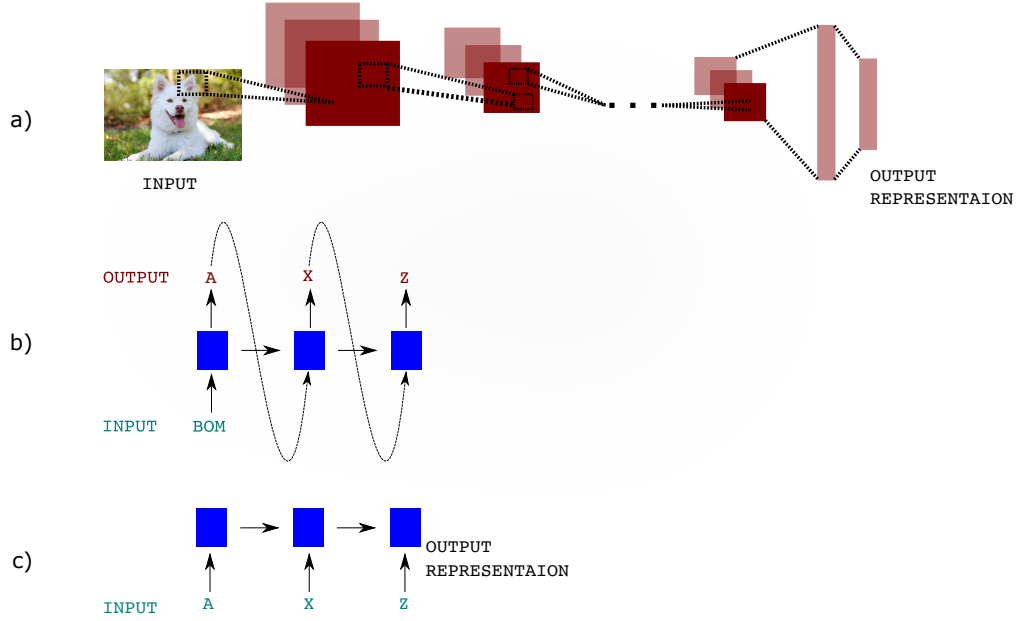 a)
INPUT
OUTPUT
REPRESENTAION
b)
OUTPUT A X Z
INPUT BOM
c)
OUTPUT
REPRESENTAION
INPUT A X Z